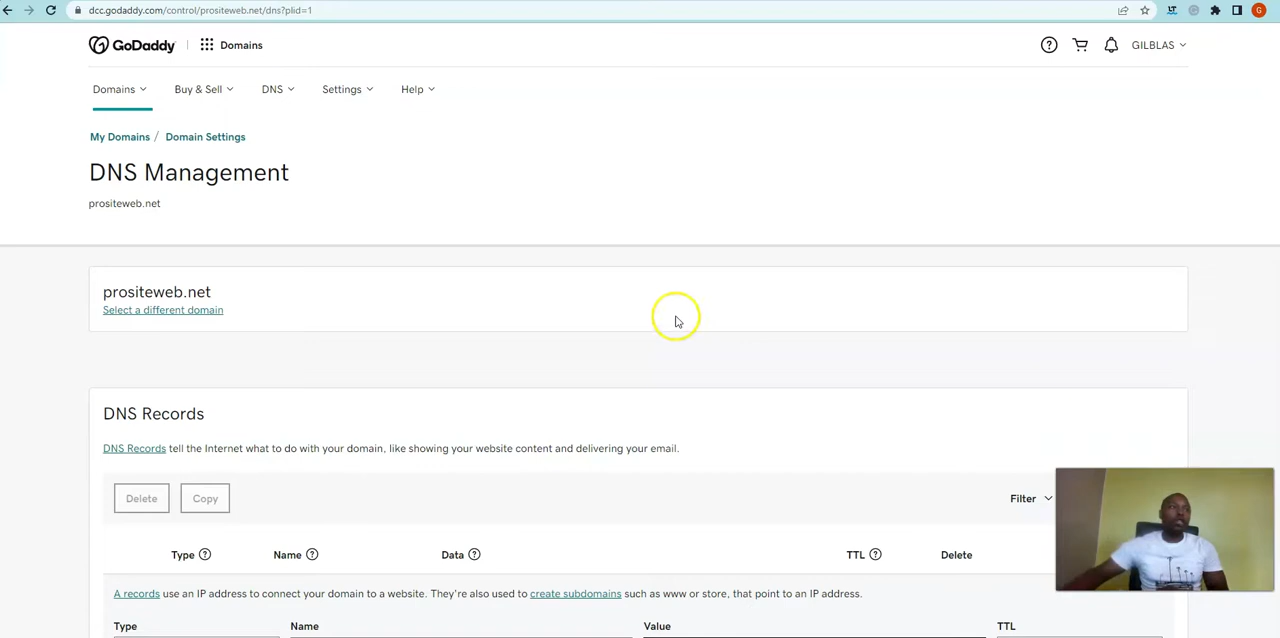 dcc.godaddy.com/control/prositeweb.net/dns?plid=1
LT
G
GoDaddy
Domains
GILBLAS
Domains
Buy & Sell
DNS
Settings
Help
My Domains / Domain Settings
DNS Management
prositeweb.net
prositeweb.net
Select a different domain
DNS Records
DNS Records tell the Internet what to do with your domain, like showing your website content and delivering your email.
Delete
Copy
Filter
Type ? Name ? Data ? TTL ? Delete
A records use an IP address to connect your domain to a website. They're also used to create subdomains such as www or store, that point to an IP address.
Type Name Value TTL